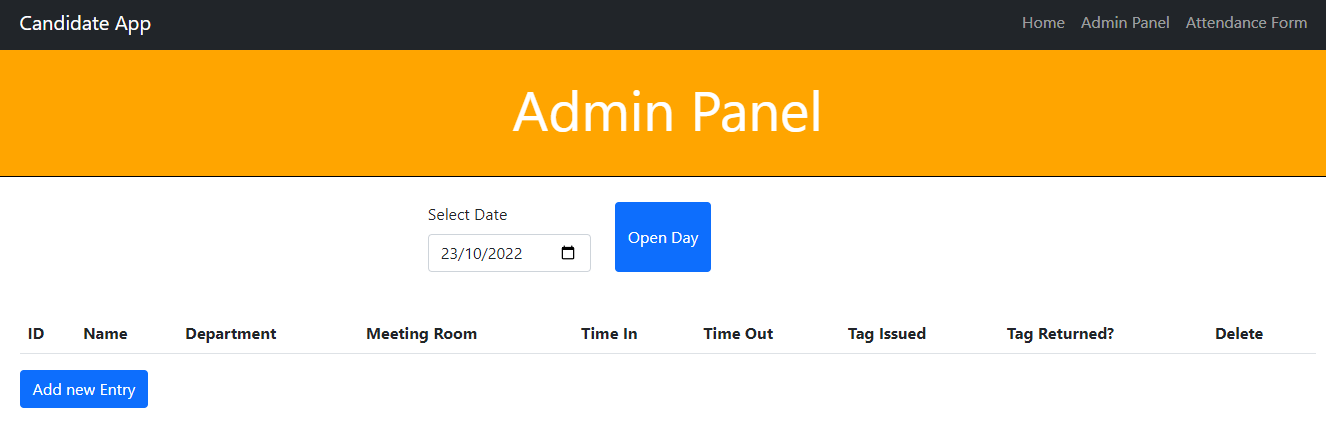 Candidate App Home Admin Panel Attendance Form
Admin Panel
Select Date
Open Day
23/10/2022
ID Name Department Meeting Room Time In Time Out Tag Issued Tag Returned? Delete
Add new Entry